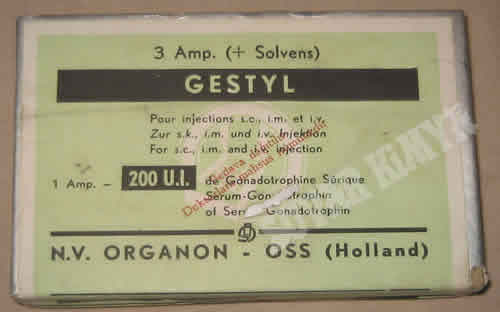 3 Amp. (+ Solvens)
GESTYL
Pour injections s.c., i.m. et i.v.
Zur s.k., i.m. und i.v. Injektion
For s.c., i.m. and i.v. injection
1 Amp. – 200 U.I. de Gonadotrophine Sérique
Serum-Gonadotrophin
of Serum Gonadotrophin
N.V. ORGANON - OSS (Holland)